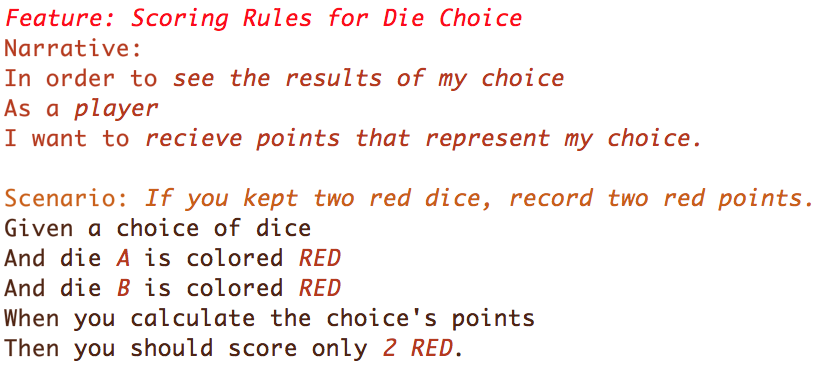 Feature: Scoring Rules for Die Choice
Narrative:
In order to see the results of my choice
As a player
I want to recieve points that represent my choice.
Scenario: If you kept two red dice, record two red points.
Given a choice of dice
And die A is colored RED
And die B is colored RED
When you calculate the choice's points
Then you should score only 2 RED.